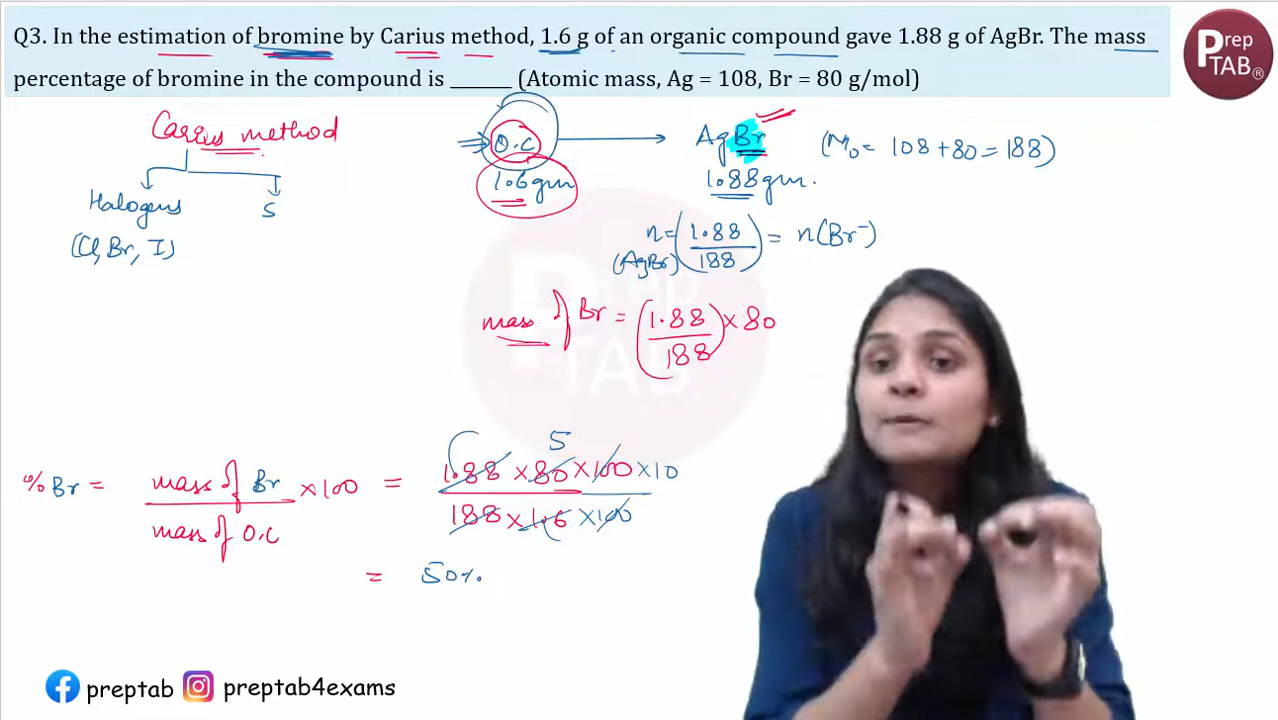 Q3. In the estimation of bromine by Carius method, 1.6 g of an organic compound gave 1.88 g of AgBr. The mass
percentage of bromine in the compound is ______ (Atomic mass, Ag = 108, Br = 80 g/mol)
Prep
TAB®
Carius method
Halogens
(Cl, Br, I)
S
O.C
1.6gm
AgBr
1.88gm.
(M₀ = 108+80 = 188)
n = (1.88/188) = n(Br⁻)
(AgBr)
mass of Br = (1.88/188) × 80
Prep
TAB
% Br = mass of Br / mass of O.C × 100 = 1.88 × 80 × 100 × 10 / 188 × 1.6 × 100
5
= 50%.
preptab preptab4exams